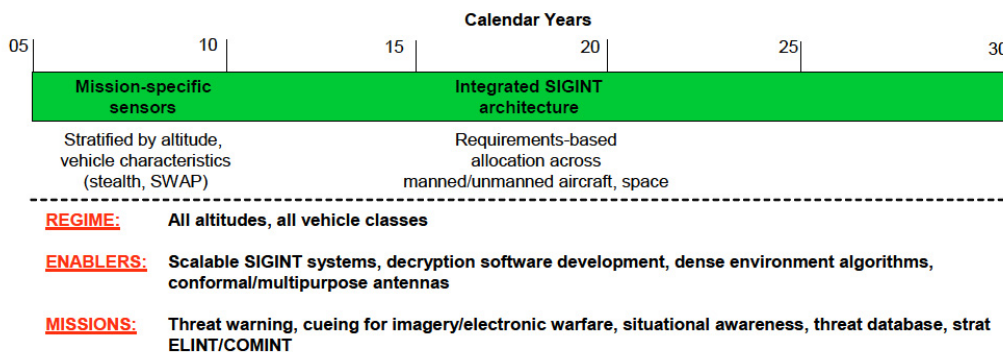 Calendar Years
05 10 15 20 25 30
Mission-specific sensors Integrated SIGINT architecture
Stratified by altitude,
vehicle characteristics
(stealth, SWAP)
Requirements-based
allocation across
manned/unmanned aircraft, space
REGIME: All altitudes, all vehicle classes
ENABLERS: Scalable SIGINT systems, decryption software development, dense environment algorithms,
conformal/multipurpose antennas
MISSIONS: Threat warning, cueing for imagery/electronic warfare, situational awareness, threat database, strat
ELINT/COMINT